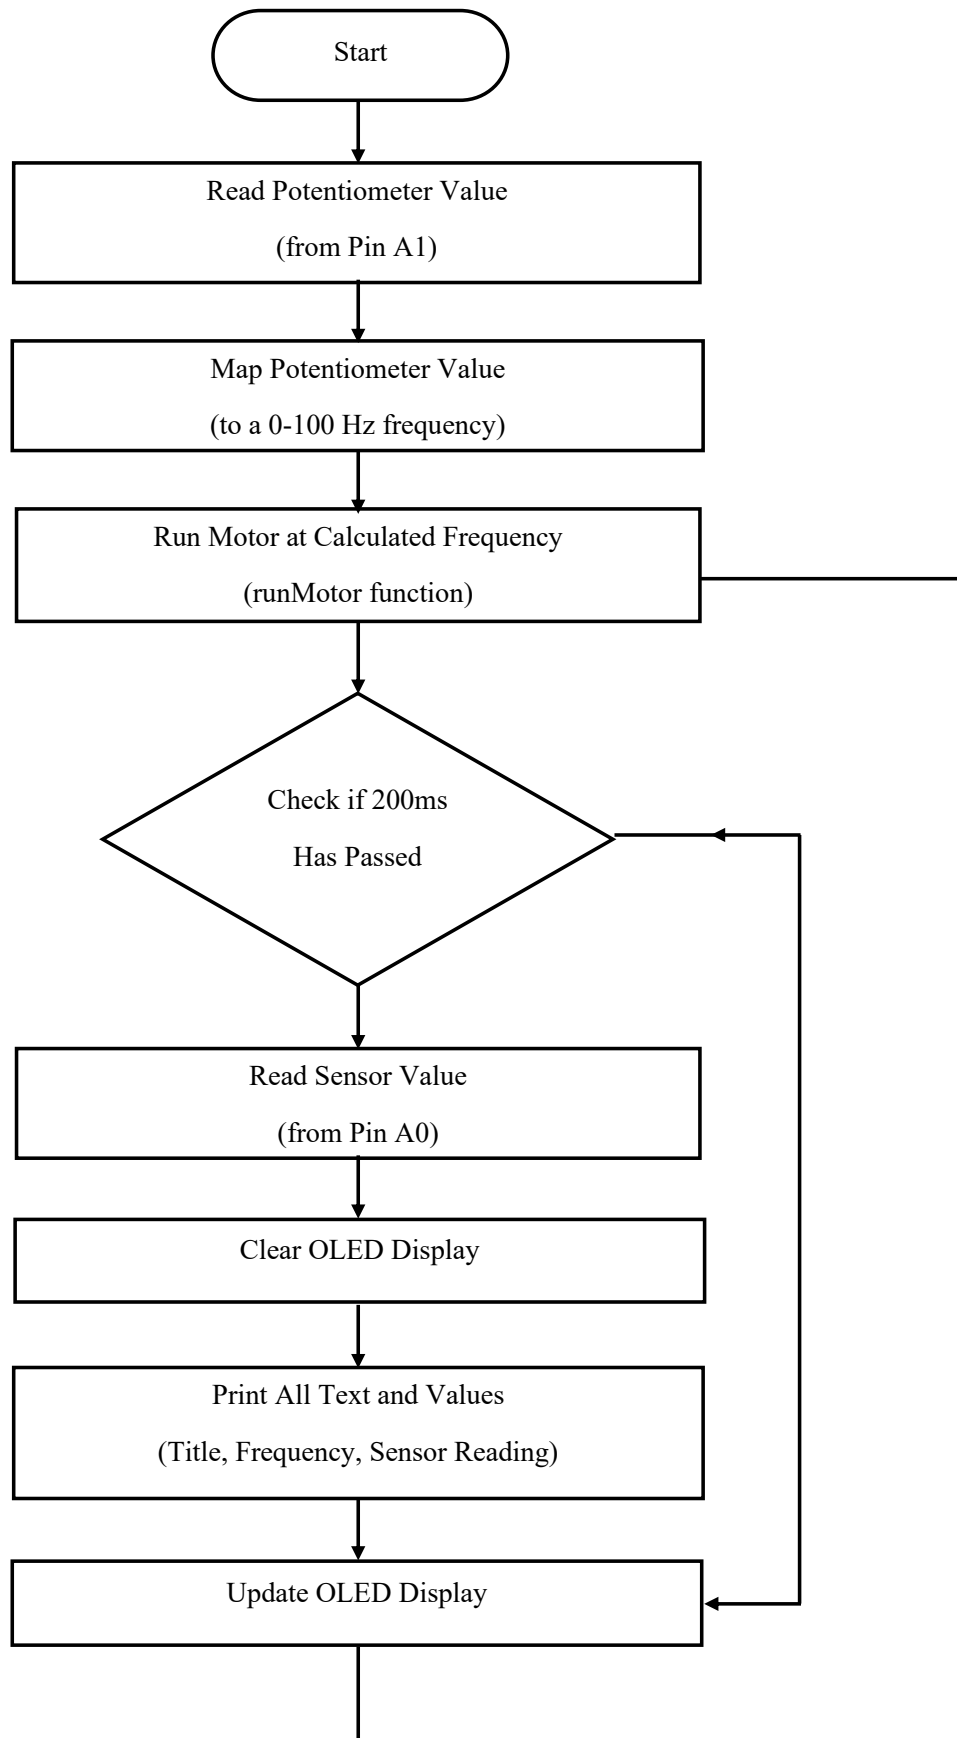 Start
Read Potentiometer Value
(from Pin A1)
Map Potentiometer Value
(to a 0-100 Hz frequency)
Run Motor at Calculated Frequency
(runMotor function)
Check if 200ms
Has Passed
Read Sensor Value
(from Pin A0)
Clear OLED Display
Print All Text and Values
(Title, Frequency, Sensor Reading)
Update OLED Display